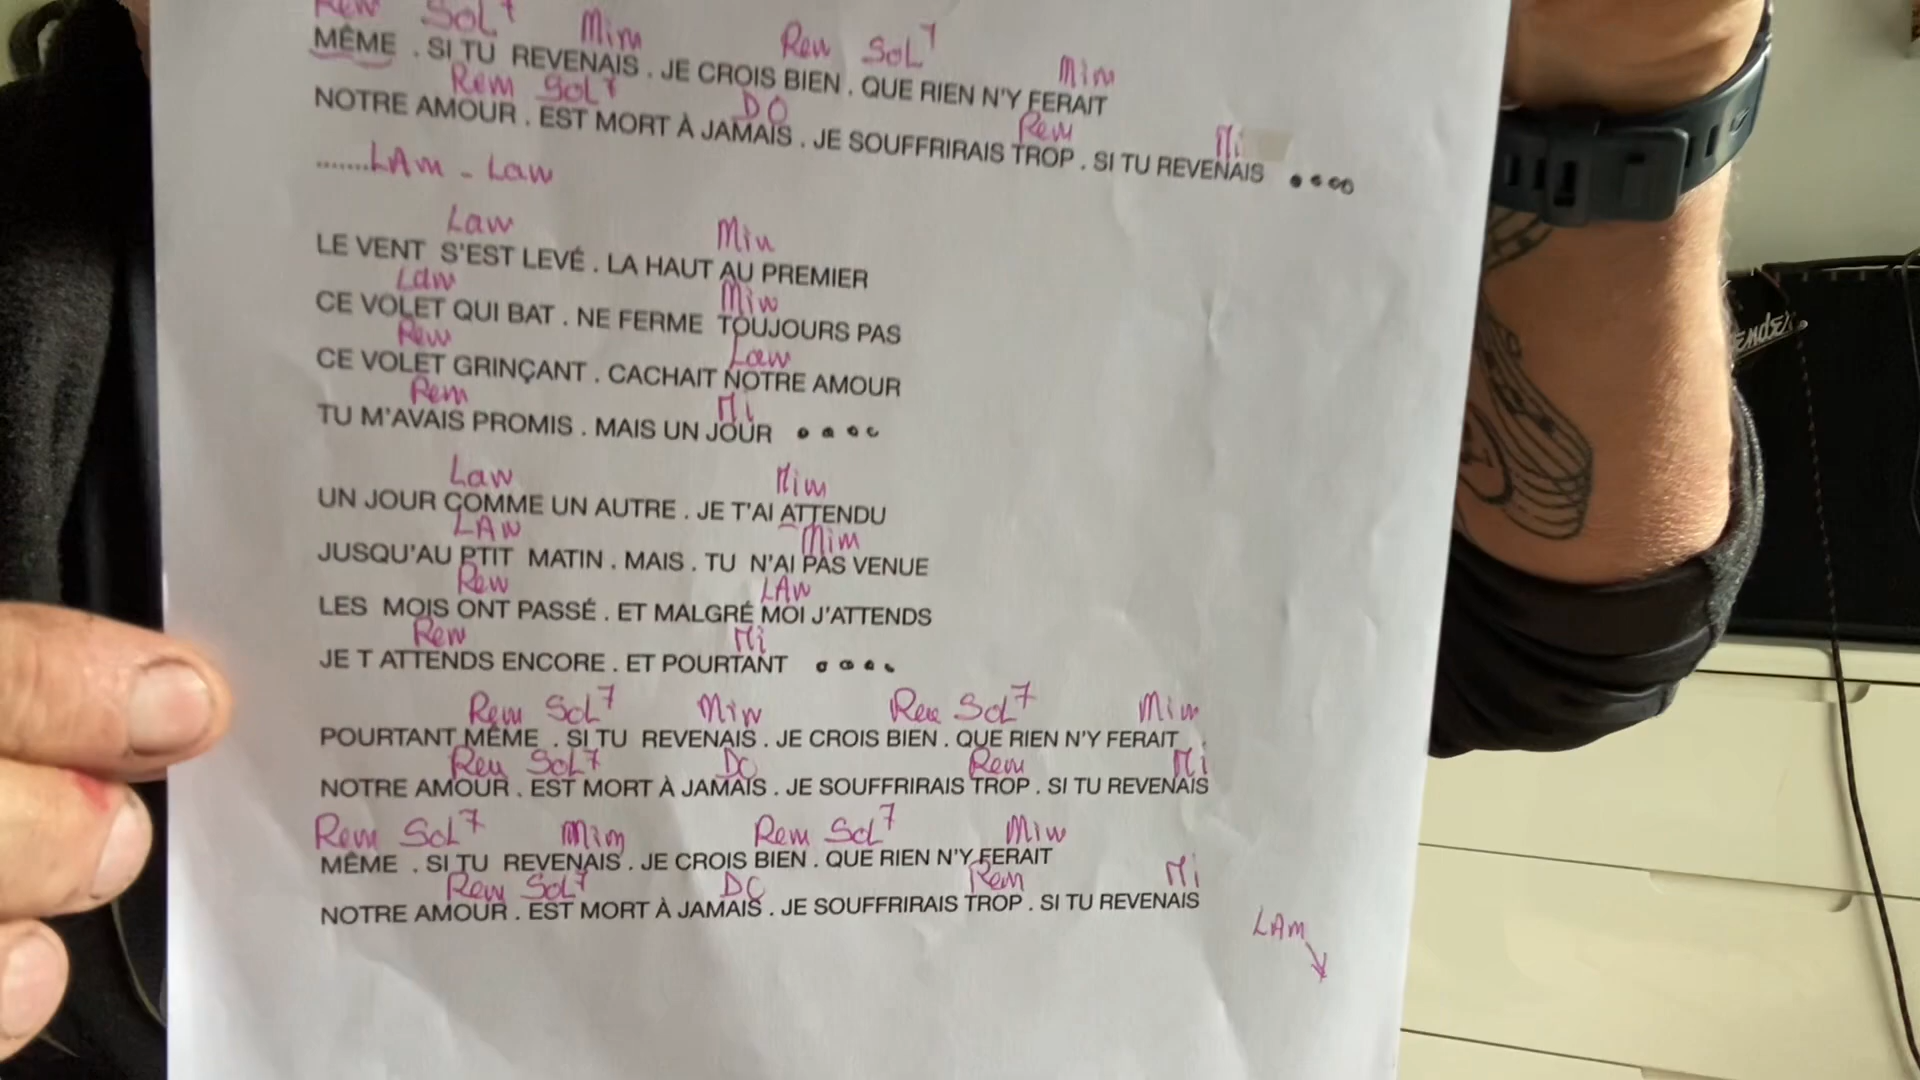 Rem SOL7 Mim Rem SOL7 Mim
MÊME . SI TU REVENAIS . JE CROIS BIEN . QUE RIEN N'Y FERAIT
Rem SOL7 DO Rem Mi
NOTRE AMOUR . EST MORT À JAMAIS . JE SOUFFRIRAIS TROP . SI TU REVENAIS ....
.......LAm - Lam
Lam Mim
LE VENT S'EST LEVÉ . LA HAUT AU PREMIER
Lam Mim
CE VOLET QUI BAT . NE FERME TOUJOURS PAS
Rem Lam
CE VOLET GRINÇANT . CACHAIT NOTRE AMOUR
Rem Mi
TU M'AVAIS PROMIS . MAIS UN JOUR ....
Lam Mim
UN JOUR COMME UN AUTRE . JE T'AI ATTENDU
LAm Mim
JUSQU'AU PTIT MATIN . MAIS . TU N'AI PAS VENUE
Rem LAm
LES MOIS ONT PASSÉ . ET MALGRÉ MOI J'ATTENDS
Rem Mi
JE T ATTENDS ENCORE . ET POURTANT ....
Rem SOL7 Mim Rem SOL7 Mim
POURTANT MÊME . SI TU REVENAIS . JE CROIS BIEN . QUE RIEN N'Y FERAIT
Rem SOL7 DO Rem Mi
NOTRE AMOUR . EST MORT À JAMAIS . JE SOUFFRIRAIS TROP . SI TU REVENAIS
Rem SOL7 Mim Rem SOL7 Mim
MÊME . SI TU REVENAIS . JE CROIS BIEN . QUE RIEN N'Y FERAIT
Rem SOL7 DO Rem Mi
NOTRE AMOUR . EST MORT À JAMAIS . JE SOUFFRIRAIS TROP . SI TU REVENAIS
LAm